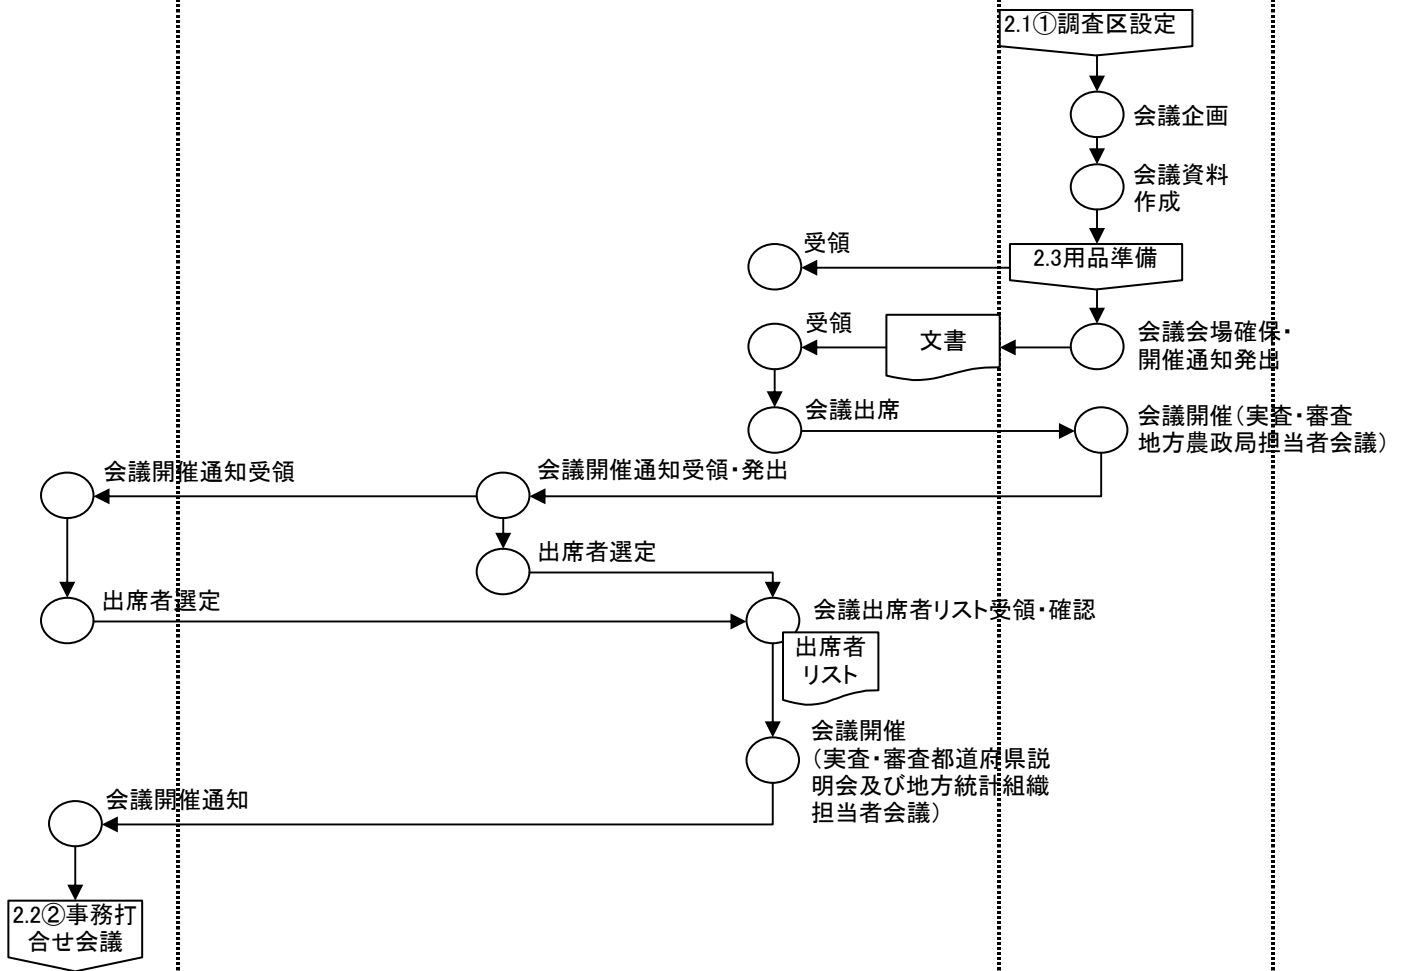 2.1①調査区設定
会議企画
会議資料
作成
受領
2.3用品準備
受領
文書
会議会場確保・
開催通知発出
会議出席
会議開催（実査・審査
地方農政局担当者会議）
会議開催通知受領
会議開催通知受領・発出
出席者選定
出席者選定
会議出席者リスト受領・確認
出席者
リスト
会議開催
（実査・審査都道府県説
明会及び地方統計組織
担当者会議）
会議開催通知
2.2②事務打
合せ会議